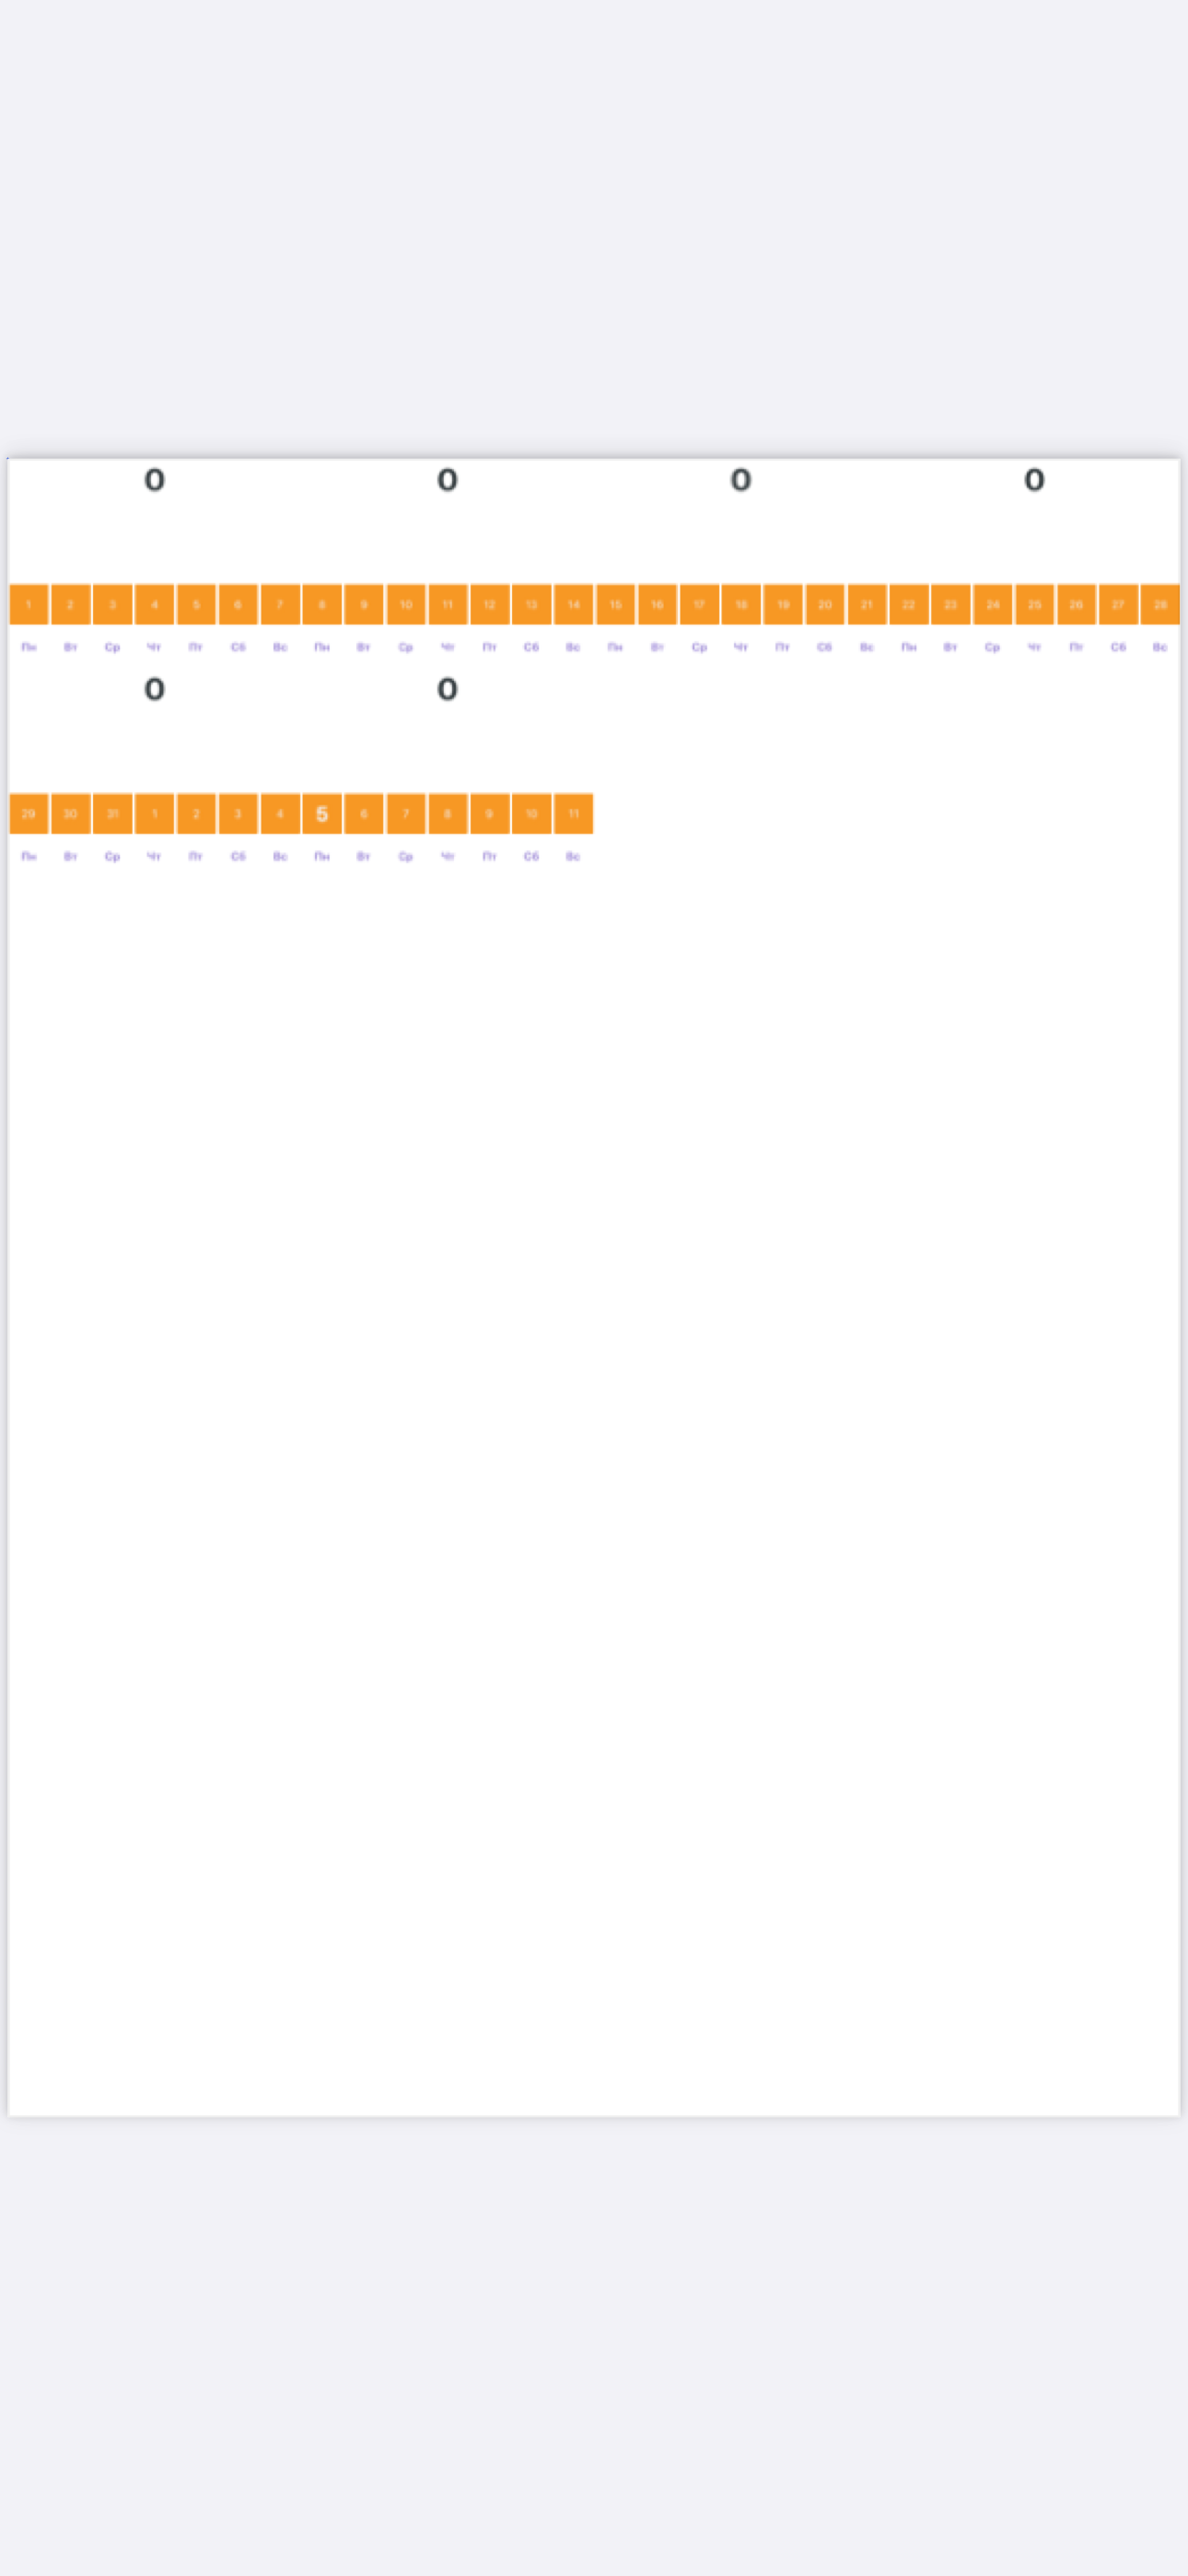 0 0 0 0
1 2 3 4 5 6 7 8 9 10 11 12 13 14 15 16 17 18 19 20 21 22 23 24 25 26 27 28
Пн Вт Ср Чт Пт Сб Вс Пн Вт Ср Чт Пт Сб Вс Пн Вт Ср Чт Пт Сб Вс Пн Вт Ср Чт Пт Сб Вс
0 0
29 30 31 1 2 3 4 5 6 7 8 9 10 11
Пн Вт Ср Чт Пт Сб Вс Пн Вт Ср Чт Пт Сб Вс